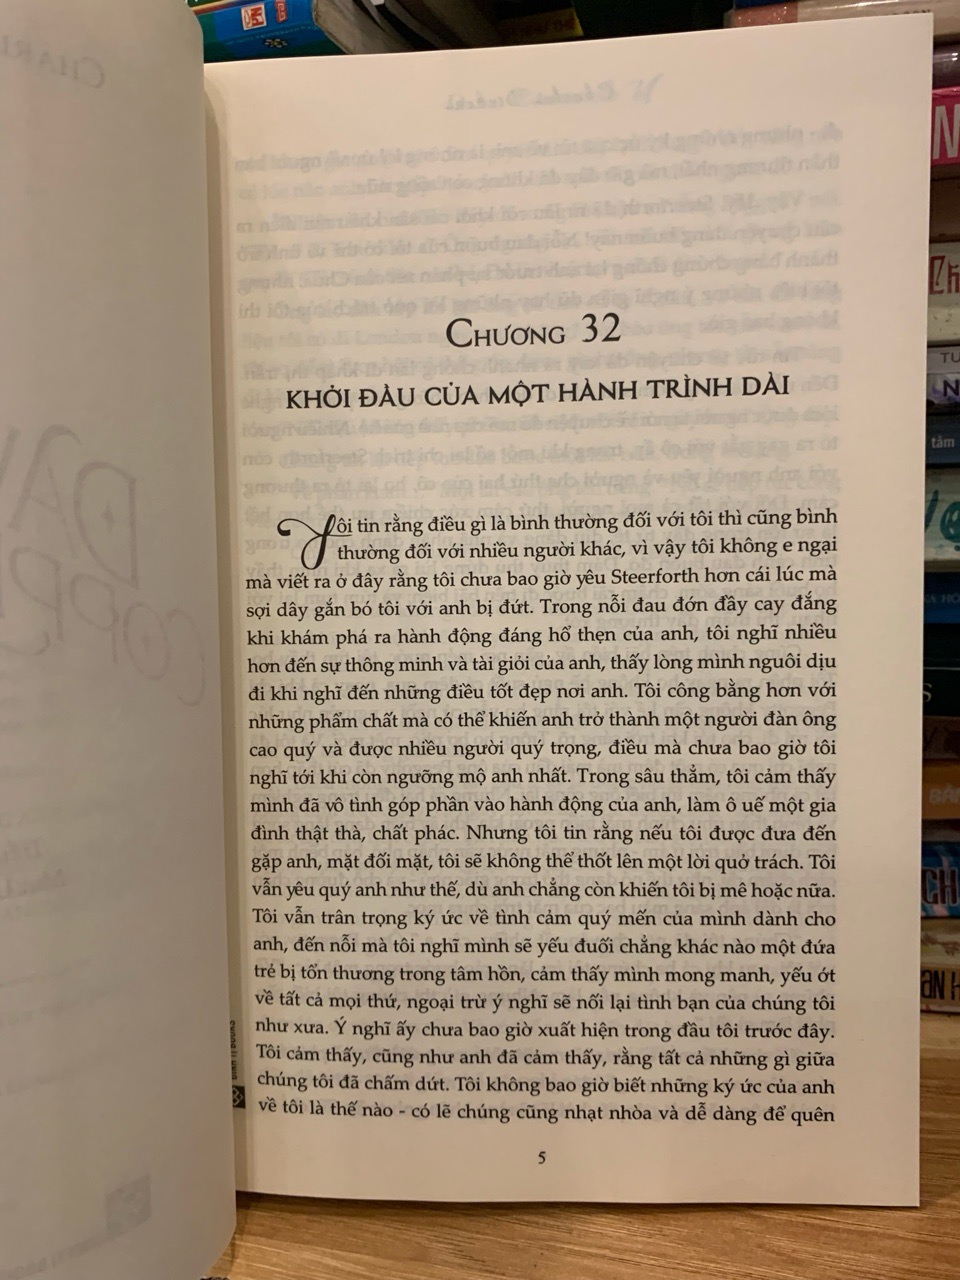 CHƯƠNG 32
KHỞI ĐẦU CỦA MỘT HÀNH TRÌNH DÀI
Tôi tin rằng điều gì là bình thường đối với tôi thì cũng bình
thường đối với nhiều người khác, vì vậy tôi không e ngại
mà viết ra ở đây rằng tôi chưa bao giờ yêu Steerforth hơn cái lúc mà
sợi dây gắn bó tôi với anh bị đứt. Trong nỗi đau đớn đầy cay đắng
khi khám phá ra hành động đáng hổ thẹn của anh, tôi nghĩ nhiều
hơn đến sự thông minh và tài giỏi của anh, thấy lòng mình nguôi dịu
đi khi nghĩ đến những điều tốt đẹp nơi anh. Tôi công bằng hơn với
những phẩm chất mà có thể khiến anh trở thành một người đàn ông
cao quý và được nhiều người quý trọng, điều mà chưa bao giờ tôi
nghĩ tới khi còn ngưỡng mộ anh nhất. Trong sâu thẳm, tôi cảm thấy
mình đã vô tình góp phần vào hành động của anh, làm ô uế một gia
đình thật thà, chất phác. Nhưng tôi tin rằng nếu tôi được đưa đến
gặp anh, mặt đối mặt, tôi sẽ không thể thốt lên một lời quở trách. Tôi
vẫn yêu quý anh như thế, dù anh chẳng còn khiến tôi bị mê hoặc nữa.
Tôi vẫn trân trọng ký ức về tình cảm quý mến của mình dành cho
anh, đến nỗi mà tôi nghĩ mình sẽ yếu đuối chẳng khác nào một đứa
trẻ bị tổn thương trong tâm hồn, cảm thấy mình mong manh, yếu ớt
về tất cả mọi thứ, ngoại trừ ý nghĩ sẽ nối lại tình bạn của chúng tôi
như xưa. Ý nghĩ ấy chưa bao giờ xuất hiện trong đầu tôi trước đây.
Tôi cảm thấy, cũng như anh đã cảm thấy, rằng tất cả những gì giữa
chúng tôi đã chấm dứt. Tôi không bao giờ biết những ký ức của anh
về tôi là thế nào - có lẽ chúng cũng nhạt nhòa và dễ dàng để quên
5